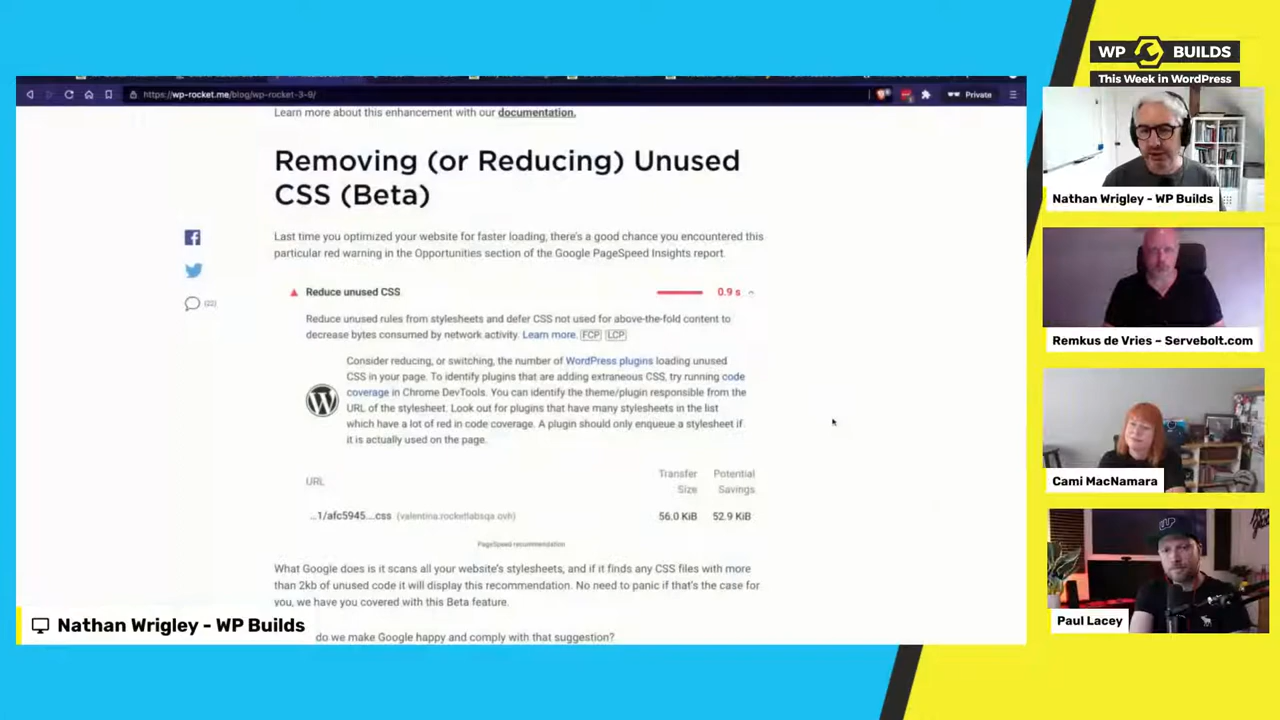 WP BUILDS
This Week in WordPress
https://wp-rocket.me/blog/wp-rocket-3-9/
Private
Learn more about this enhancement with our documentation.
Removing (or Reducing) Unused
CSS (Beta)
Last time you optimized your website for faster loading, there's a good chance you encountered this
particular red warning in the Opportunities section of the Google PageSpeed Insights report.
Reduce unused CSS
0.9 s
Reduce unused rules from stylesheets and defer CSS not used for above-the-fold content to
decrease bytes consumed by network activity. Learn more. FCP LCP
Consider reducing, or switching, the number of WordPress plugins loading unused
CSS in your page. To identify plugins that are adding extraneous CSS, try running code
coverage in Chrome DevTools. You can identify the theme/plugin responsible from the
URL of the stylesheet. Look out for plugins that have many stylesheets in the list
which have a lot of red in code coverage. A plugin should only enqueue a stylesheet if
it is actually used on the page.
URL
Transfer
Size
Potential
Savings
...1/afc5945...css (valentina.rocketlabsqa.ovh)
56.0 KiB
52.9 KiB
PageSpeed recommendation
What Google does is it scans all your website's stylesheets, and if it finds any CSS files with more
than 2kb of unused code it will display this recommendation. No need to panic if that's the case for
you, we have you covered with this Beta feature.
do we make Google happy and comply with that suggestion?
(22)
Nathan Wrigley - WP Builds
Nathan Wrigley - WP Builds
Remkus de Vries – Servebolt.com
Cami MacNamara
Paul Lacey